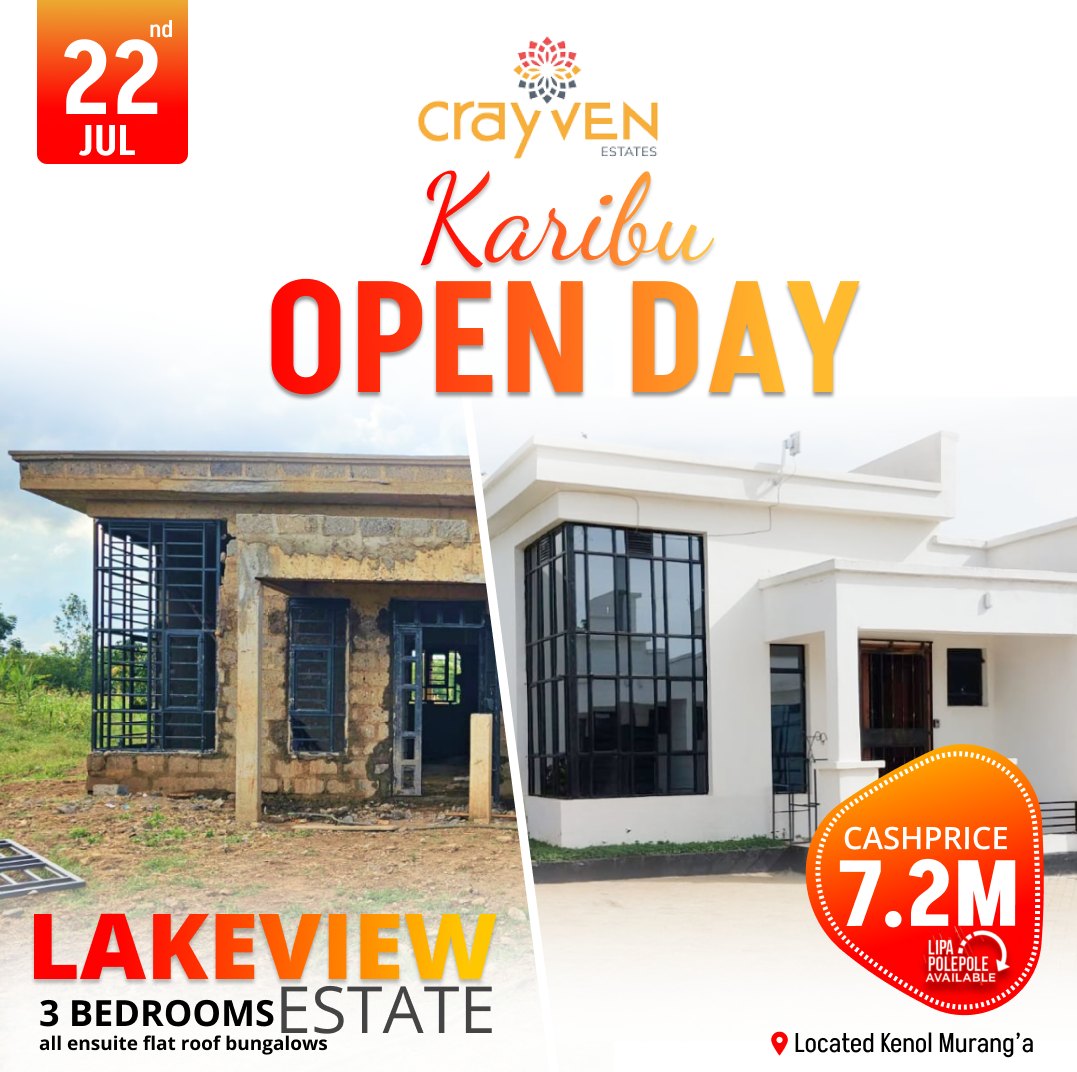 22nd
JUL
crayvEN
ESTATES
Karibu
OPEN DAY
LAKEVIEW
ESTATE
3 BEDROOMS
all ensuite flat roof bungalows
CASHPRICE
7.2M
LIPA
POLEPOLE
AVAILABLE
Located Kenol Murang'a